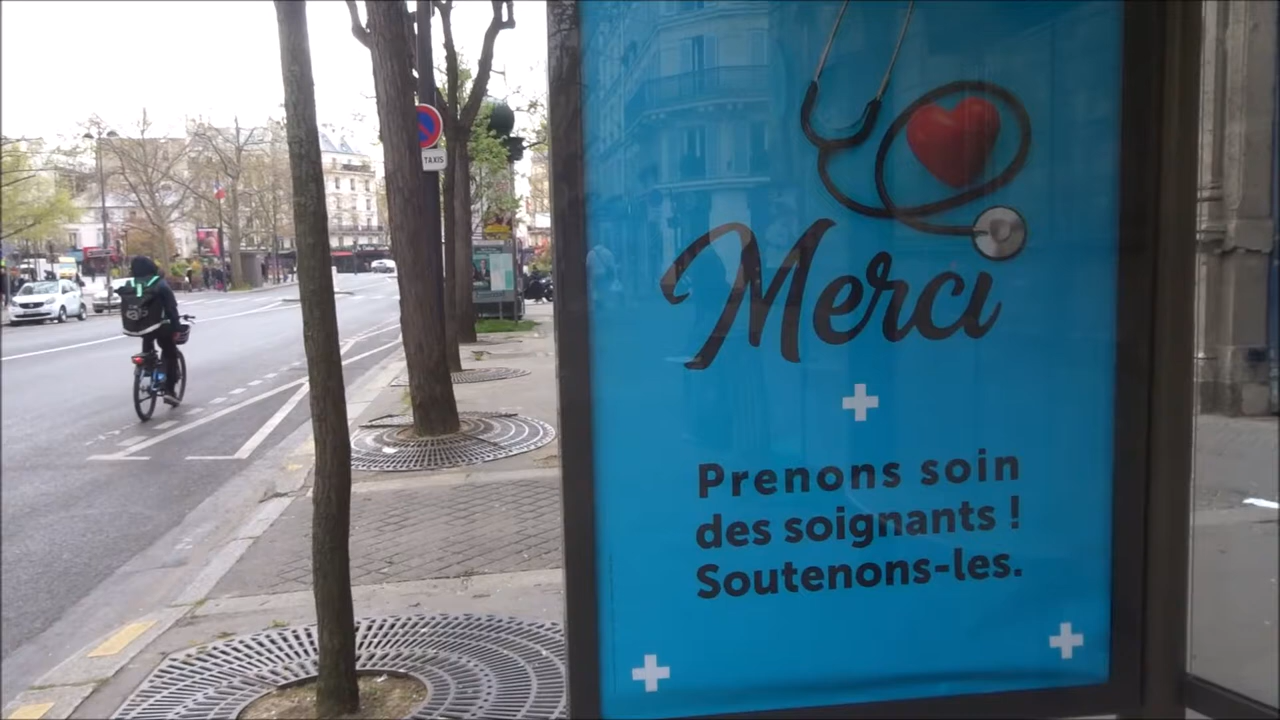 TAXIS
Merci
Prenons soin
des soignants !
Soutenons-les.